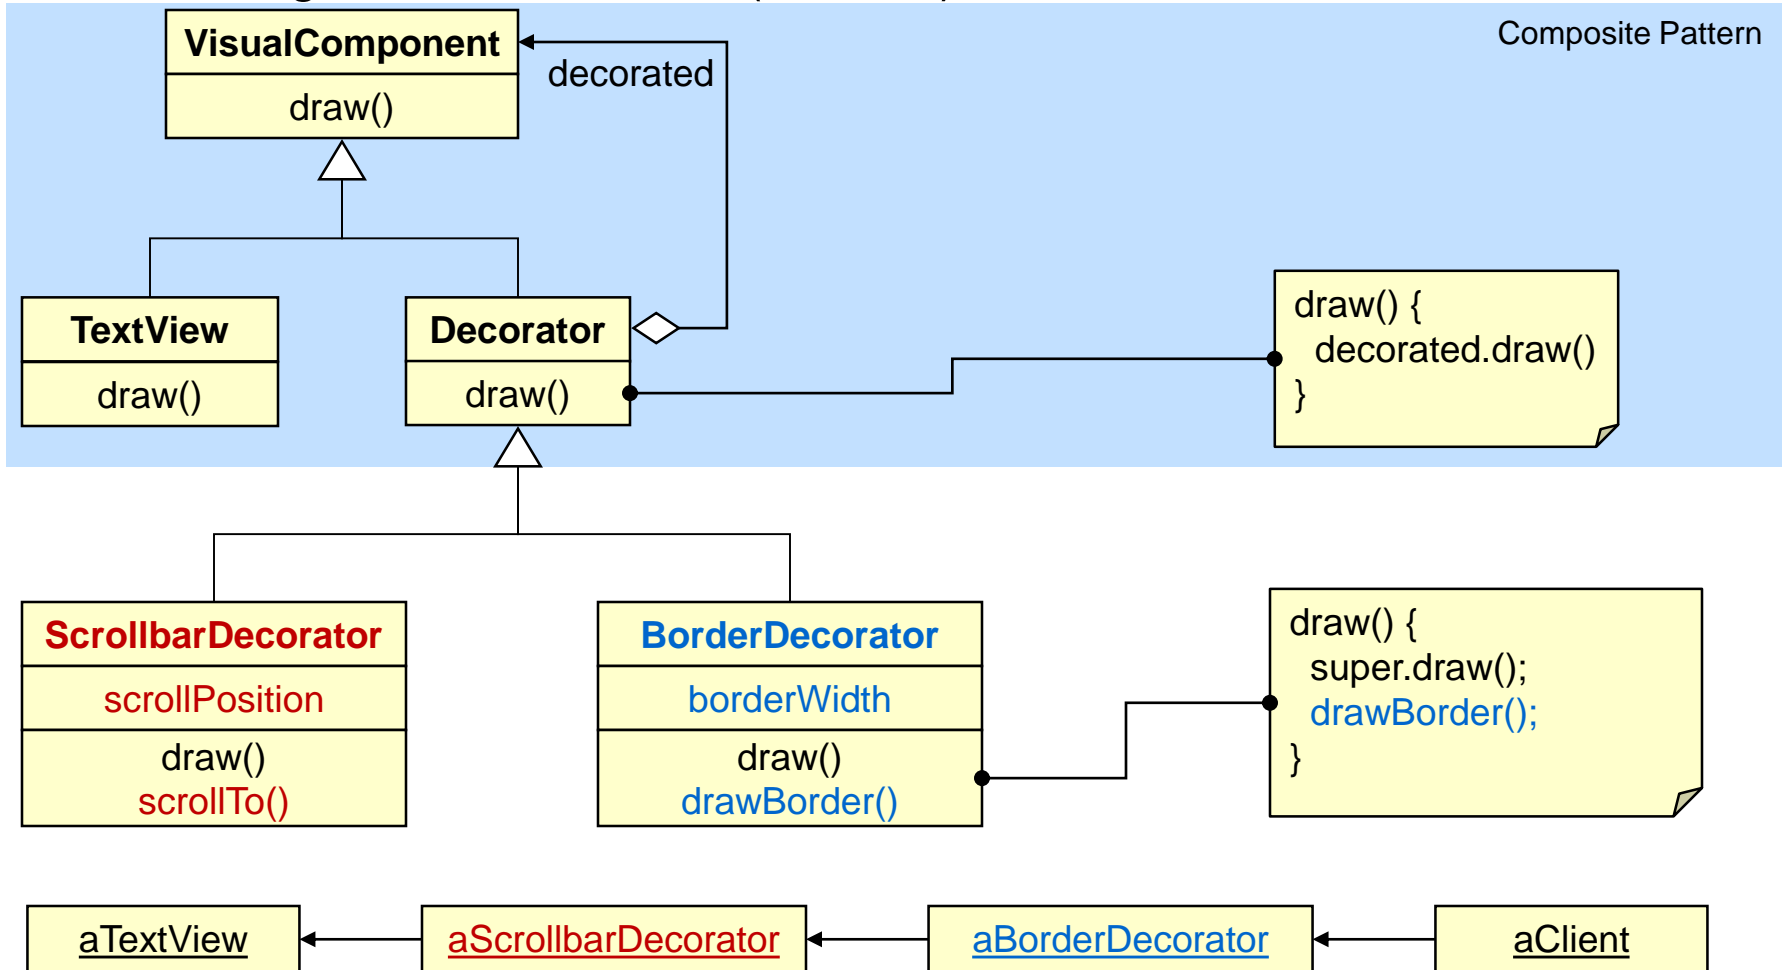 VisualComponent
Composite Pattern
decorated
draw()
TextView
Decorator
draw()
draw()
draw() {
decorated.draw()
}
ScrollbarDecorator
scrollPosition
draw()
scrollTo()
BorderDecorator
borderWidth
draw()
drawBorder()
draw() {
super.draw();
drawBorder();
}
aTextView
aScrollbarDecorator
aBorderDecorator
aClient